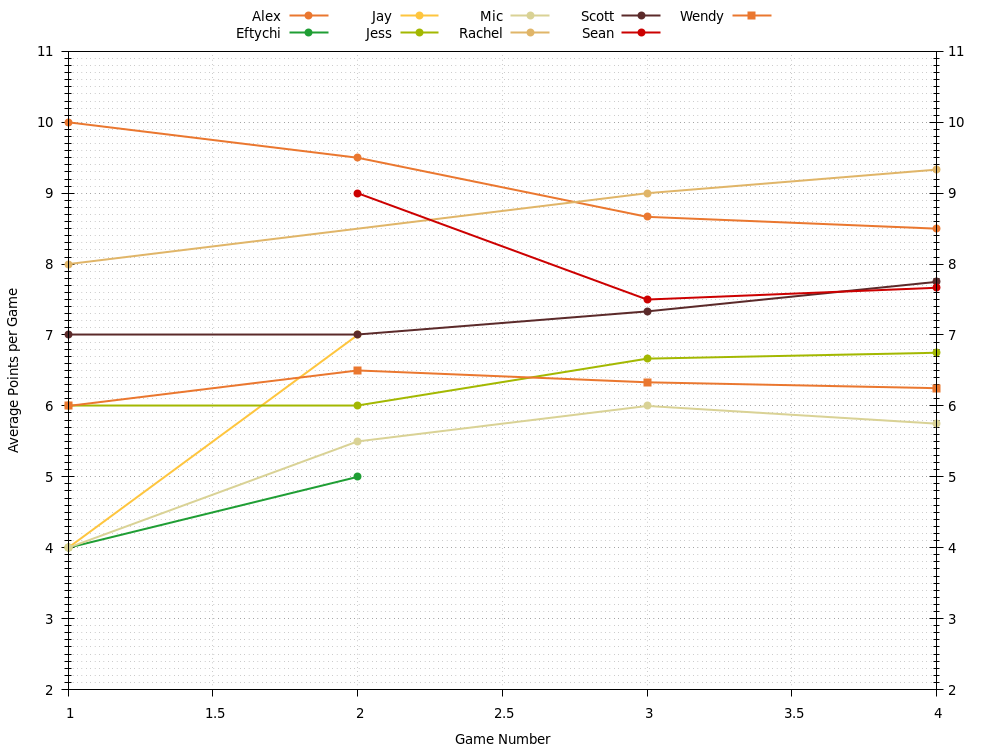 Alex Jay Mic Scott Wendy
Eftychi Jess Rachel Sean
11 11
10 10
9 9
8 8
7 7
6 6
5 5
4 4
3 3
2 2
Average Points per Game
1 1.5 2 2.5 3 3.5 4
Game Number